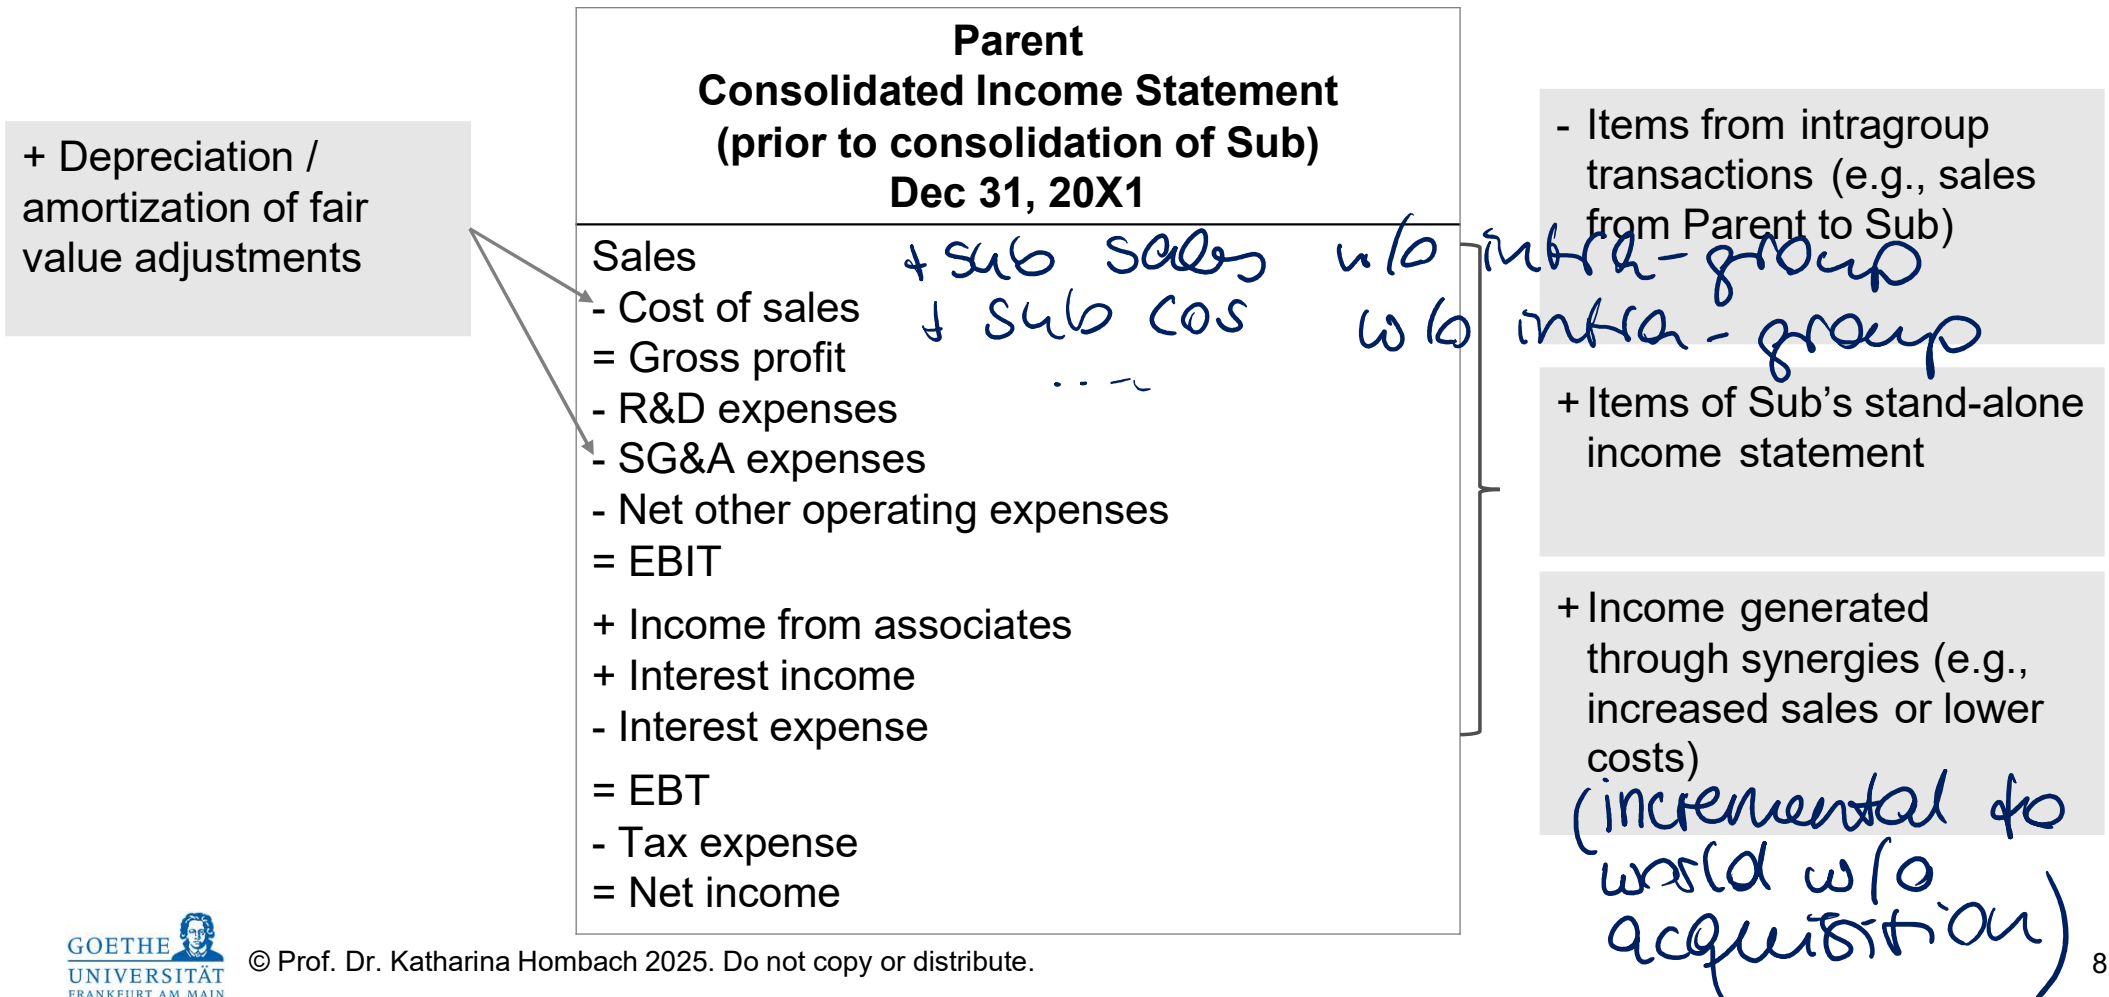 Parent
Consolidated Income Statement
(prior to consolidation of Sub)
Dec 31, 20X1
+ Depreciation /
amortization of fair
value adjustments
Sales + sub sales w/o intra-group
- Cost of sales + sub cos w/o intra-group
= Gross profit ....
- R&D expenses
- SG&A expenses
- Net other operating expenses
= EBIT
+ Income from associates
+ Interest income
- Interest expense
= EBT
- Tax expense
= Net income
- Items from intragroup
transactions (e.g., sales
from Parent to Sub)
+ Items of Sub’s stand-alone
income statement
+ Income generated
through synergies (e.g.,
increased sales or lower
costs)
(incremental to
world w/o
acquisition)
GOETHE
UNIVERSITÄT
FRANKFURT AM MAIN
© Prof. Dr. Katharina Hombach 2025. Do not copy or distribute.
8